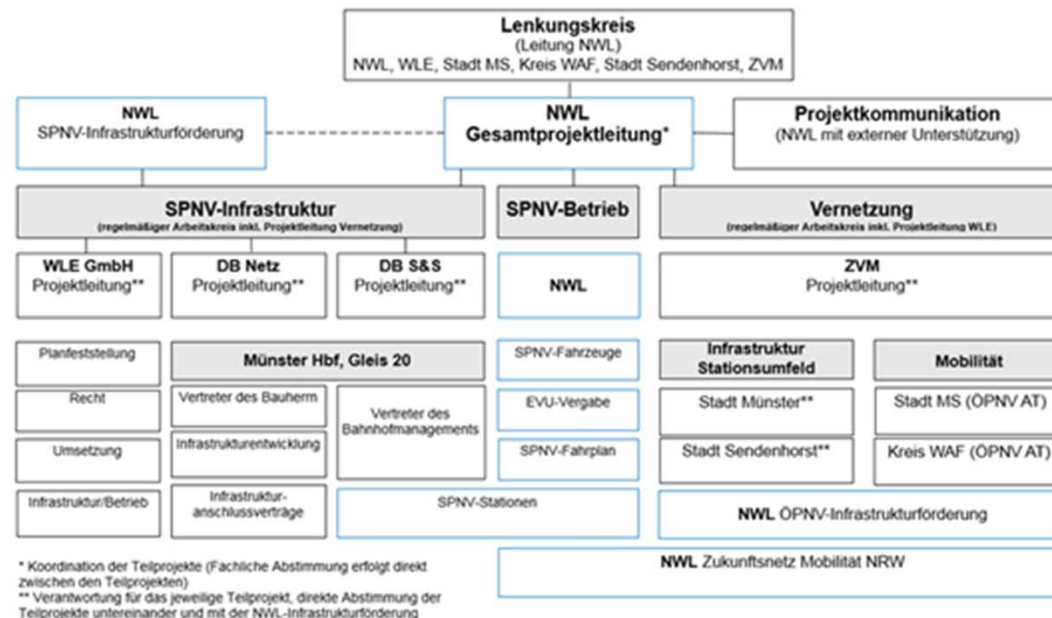 Lenkungskreis
(Leitung NWL)
NWL, WLE, Stadt MS, Kreis WAF, Stadt Sendenhorst, ZVM
NWL
SPNV-Infrastrukturförderung
NWL
Gesamtprojektleitung*
Projektkommunikation
(NWL mit externer Unterstützung)
SPNV-Infrastruktur
(regelmäßiger Arbeitskreis inkl. Projektleitung Vernetzung)
SPNV-Betrieb
Vernetzung
(regelmäßiger Arbeitskreis inkl. Projektleitung WLE)
WLE GmbH
Projektleitung**
DB Netz
Projektleitung**
DB S&S
Projektleitung**
NWL
ZVM
Projektleitung**
Planfeststellung
Recht
Umsetzung
Infrastruktur/Betrieb
Münster Hbf, Gleis 20
Vertreter des Bauherrn
Infrastrukturentwicklung
Infrastruktur-
anschlussverträge
Vertreter des
Bahnhofmanagements
SPNV-Fahrzeuge
EVU-Vergabe
SPNV-Fahrplan
SPNV-Stationen
Infrastruktur
Stationsumfeld
Stadt Münster**
Stadt Sendenhorst**
Mobilität
Stadt MS (ÖPNV AT)
Kreis WAF (ÖPNV AT)
NWL ÖPNV-Infrastrukturförderung
NWL Zukunftsnetz Mobilität NRW
* Koordination der Teilprojekte (Fachliche Abstimmung erfolgt direkt
zwischen den Teilprojekten)
** Verantwortung für das jeweilige Teilprojekt, direkte Abstimmung der
Teilprojekte untereinander und mit der NWL-Infrastrukturförderung